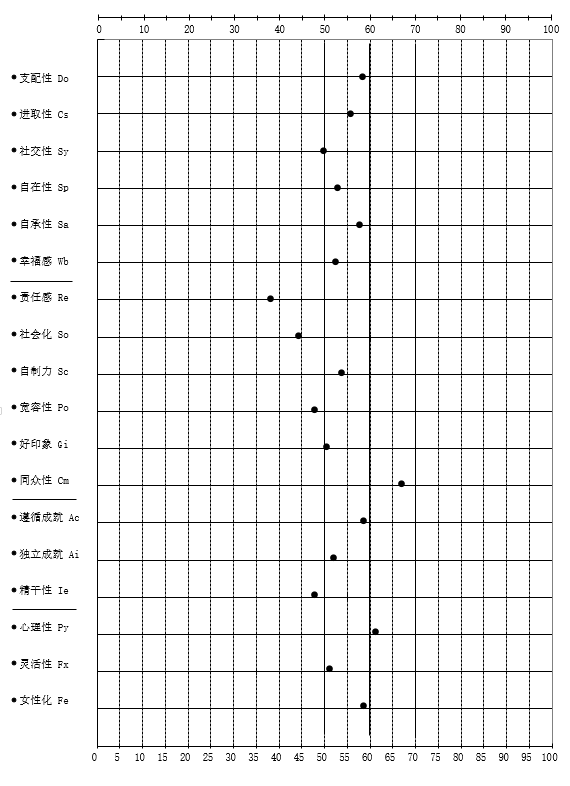 0 10 20 30 40 50 60 70 80 90 100
支配性 Do
进取性 Cs
社交性 Sy
自在性 Sp
自承性 Sa
幸福感 Wb
责任感 Re
社会化 So
自制力 Sc
宽容性 Po
好印象 Gi
同众性 Cm
遵循成就 Ac
独立成就 Ai
精干性 Ie
心理性 Py
灵活性 Fx
女性化 Fe
0 5 10 15 20 25 30 35 40 45 50 55 60 65 70 75 80 85 90 95 100